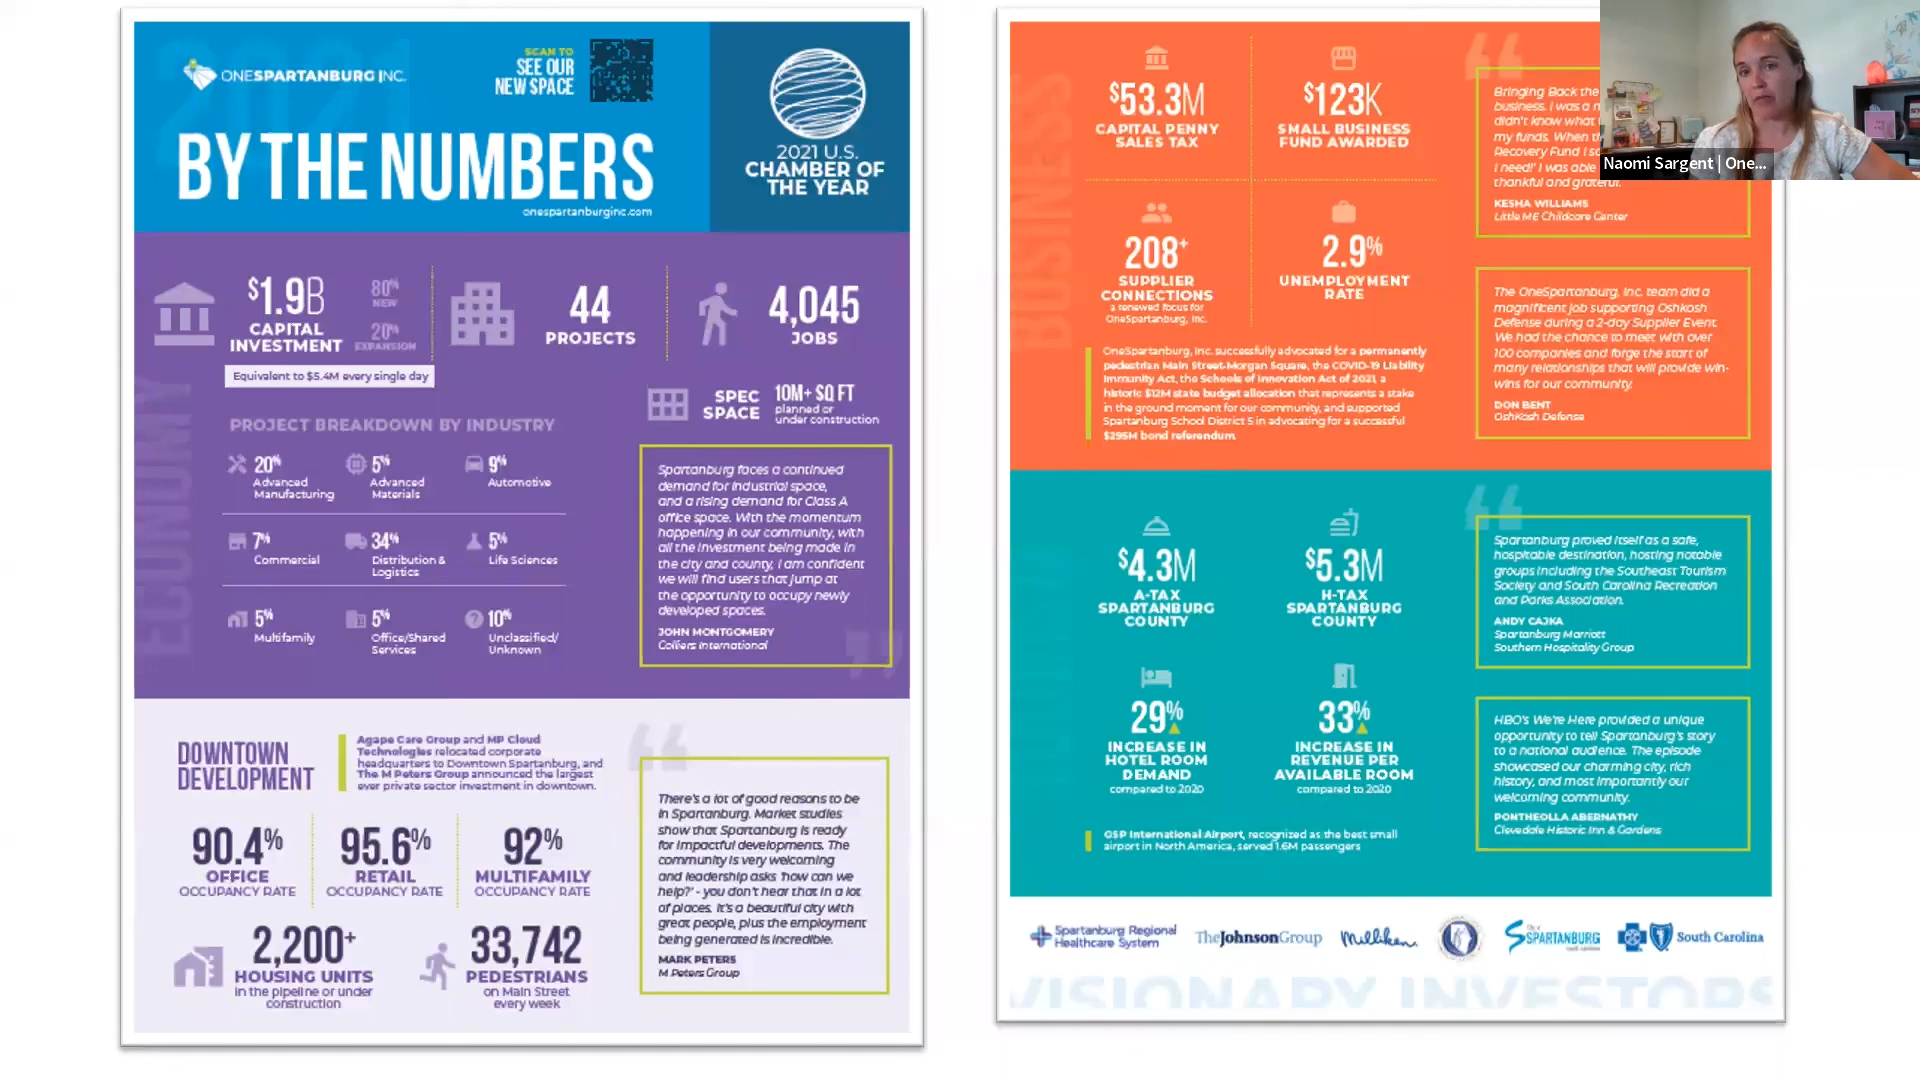 2021
ONESPARTANBURG INC.
SCAN TO
SEE OUR
NEW SPACE
BY THE NUMBERS
onespartanburginc.com
2021 U.S.
CHAMBER OF
THE YEAR
ECONOMY
$1.9B
CAPITAL
INVESTMENT
80%
NEW
20%
EXPANSION
Equivalent to $5.4M every single day
44
PROJECTS
4,045
JOBS
SPEC
SPACE
10M+ SQ FT
planned or
under construction
PROJECT BREAKDOWN BY INDUSTRY
20%
Advanced
Manufacturing
5%
Advanced
Materials
9%
Automotive
7%
Commercial
34%
Distribution &
Logistics
5%
Life Sciences
5%
Multifamily
5%
Office/Shared
Services
10%
Unclassified/
Unknown
Spartanburg faces a continued
demand for industrial space,
and a rising demand for Class A
office space. With the momentum
happening in our community, with
all the investment being made in
the city and county, I am confident
we will find users that jump at
the opportunity to occupy newly
developed spaces.
JOHN MONTGOMERY
Colliers International
DOWNTOWN
DEVELOPMENT
Agape Care Group and MP Cloud
Technologies relocated corporate
headquarters to Downtown Spartanburg, and
The M Peters Group announced the largest
ever private sector investment in downtown.
90.4%
OFFICE
OCCUPANCY RATE
95.6%
RETAIL
OCCUPANCY RATE
92%
MULTIFAMILY
OCCUPANCY RATE
2,200+
HOUSING UNITS
in the pipeline or under
construction
33,742
PEDESTRIANS
on Main Street
every week
There's a lot of good reasons to be
in Spartanburg. Market studies
show that Spartanburg is ready
for impactful developments. The
community is very welcoming
and leadership asks 'how can we
help?' - you don't hear that in a lot
of places. It's a beautiful city with
great people, plus the employment
being generated is incredible.
MARK PETERS
M Peters Group
BUSINESS
$53.3M
CAPITAL PENNY
SALES TAX
$123K
SMALL BUSINESS
FUND AWARDED
208+
SUPPLIER
CONNECTIONS
a renewed focus for
OneSpartanburg, Inc.
2.9%
UNEMPLOYMENT
RATE
OneSpartanburg, Inc. successfully advocated for a permanently
pedestrian Main Street-Morgan Square, the COVID-19 Liability
Immunity Act, the Schools of Innovation Act of 2021, a
historic $12M state budget allocation that represents a stake
in the ground moment for our community, and supported
Spartanburg School District 5 in advocating for a successful
$295M bond referendum.
Bringing Back the
business. I was a
didn't know what
my funds. When
Recovery Fund I
I need!' I was able
thankful and grateful.
KESHA WILLIAMS
Little ME Childcare Center
The OneSpartanburg, Inc. team did a
magnificent job supporting Oshkosh
Defense during a 2-day Supplier Event.
We had the chance to meet with over
100 companies and forge the start of
many relationships that will provide win-
wins for our community.
DON BENT
Oshkosh Defense
Naomi Sargent | One...
$4.3M
A-TAX
SPARTANBURG
COUNTY
$5.3M
H-TAX
SPARTANBURG
COUNTY
29%
INCREASE IN
HOTEL ROOM
DEMAND
compared to 2020
33%
INCREASE IN
REVENUE PER
AVAILABLE ROOM
compared to 2020
GSP International Airport, recognized as the best small
airport in North America, served 1.6M passengers
Spartanburg proved itself as a safe,
hospitable destination, hosting notable
groups including the Southeast Tourism
Society and South Carolina Recreation
and Parks Association.
ANDY CAJKA
Spartanburg Marriott
Southern Hospitality Group
HBO's We're Here provided a unique
opportunity to tell Spartanburg's story
to a national audience. The episode
showcased our charming city, rich
history, and most importantly our
welcoming community.
PONTHEOLLA ABERNATHY
Clevedale Historic Inn & Gardens
Spartanburg Regional
Healthcare System
TheJohnsonGroup
Milliken
City of
SPARTANBURG
South Carolina
VISIONARY INVESTORS